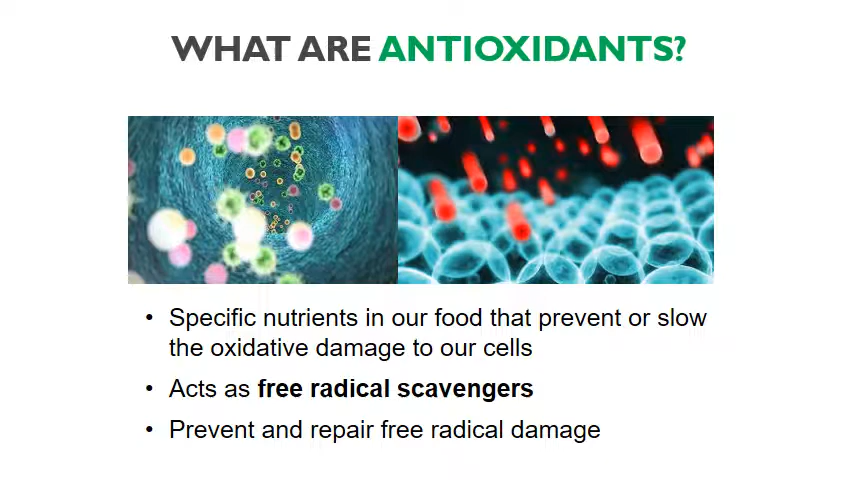 WHAT ARE ANTIOXIDANTS?
• Specific nutrients in our food that prevent or slow
the oxidative damage to our cells
• Acts as free radical scavengers
• Prevent and repair free radical damage